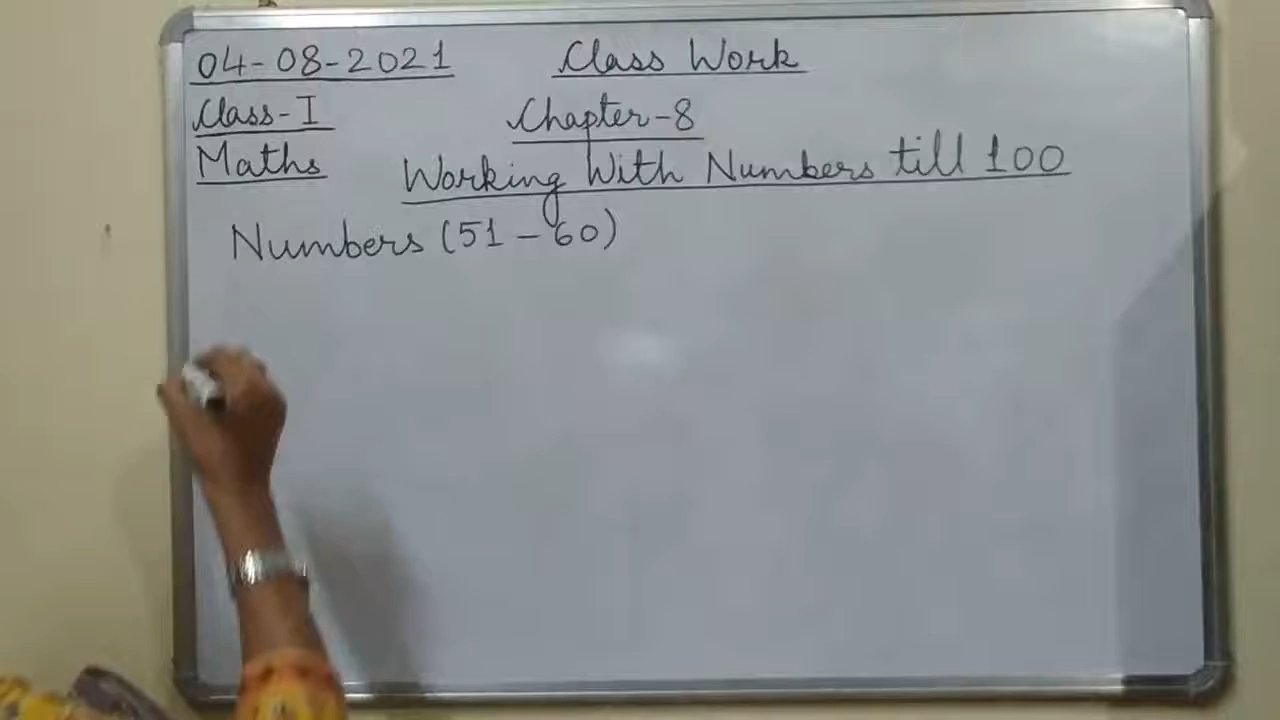 04-08-2021 Class Work
Class-I Chapter-8
Maths Working With Numbers till 100
Numbers (51-60)